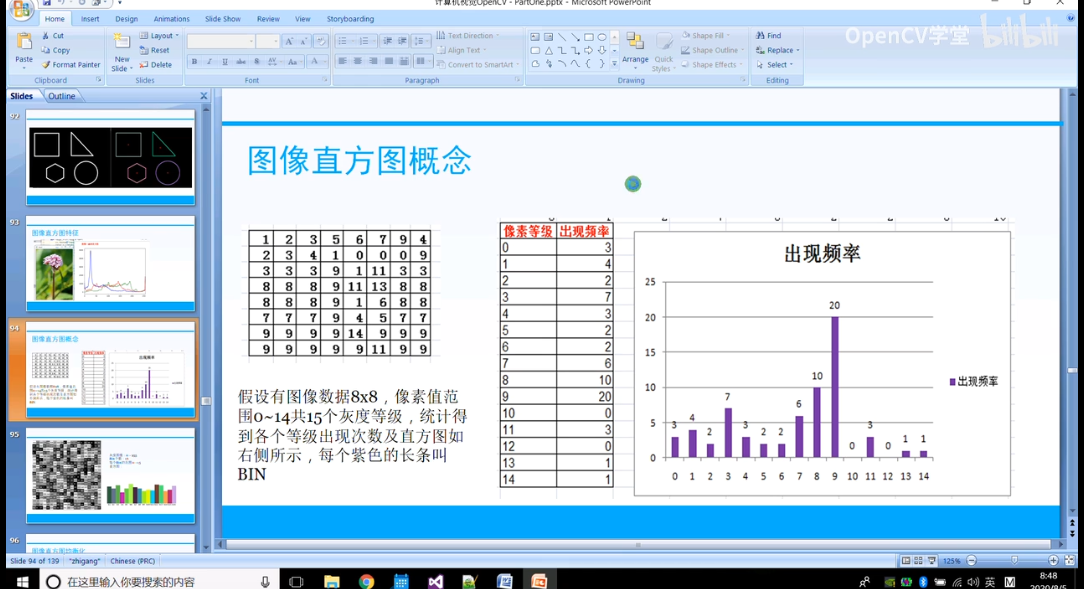 计算机视觉OpenCV - PartOne.pptx - Microsoft PowerPoint
Home Insert Design Animations Slide Show Review View Storyboarding
OpenCV学堂 bilibili
Paste
Cut
Copy
Format Painter
Clipboard
New Slide
Layout
Reset
Delete
Slides
Font
Text Direction
Align Text
Convert to SmartArt
Paragraph
Arrange
Quick Styles
Shape Fill
Shape Outline
Shape Effects
Drawing
Find
Replace
Select
Editing
Slides Outline
92
93
图像直方图特征
94
图像直方图概念
95
96
图像直方图均衡化
图像直方图概念
1 2 3 5 6 7 9 4
2 3 4 1 0 0 0 9
3 3 3 9 1 11 3 3
8 8 8 9 11 13 8 8
8 8 8 9 1 6 8 8
7 7 7 9 4 5 7 7
9 9 9 9 14 9 9 9
9 9 9 9 9 11 9 9
假设有图像数据8x8，像素值范
围0~14共15个灰度等级，统计得
到各个等级出现次数及直方图如
右侧所示，每个紫色的长条叫
BIN
像素等级 出现频率
0 3
1 4
2 2
3 7
4 3
5 2
6 2
7 6
8 10
9 20
10 0
11 3
12 0
13 1
14 1
出现频率
25
20
15
10
5
0
3 4 2 7 3 2 2 6 10 20 0 3 0 1 1
0 1 2 3 4 5 6 7 8 9 10 11 12 13 14
出现频率
Slide 94 of 139 "zhigang" Chinese (PRC)
125%
在这里输入你要搜索的内容
英
M
8:48
2020/8/5